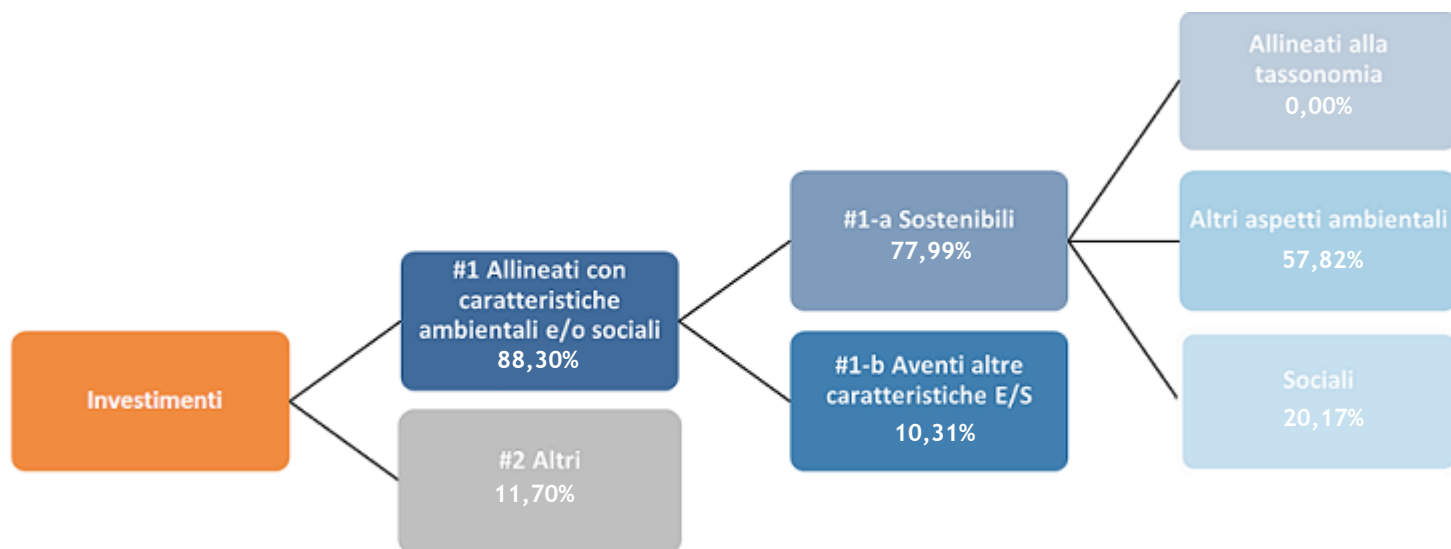 Investimenti
#1 Allineati con
caratteristiche
ambientali e/o sociali
88,30%
#2 Altri
11,70%
#1-a Sostenibili
77,99%
#1-b Aventi altre
caratteristiche E/S
10,31%
Allineati alla
tassonomia
0,00%
Altri aspetti ambientali
57,82%
Sociali
20,17%